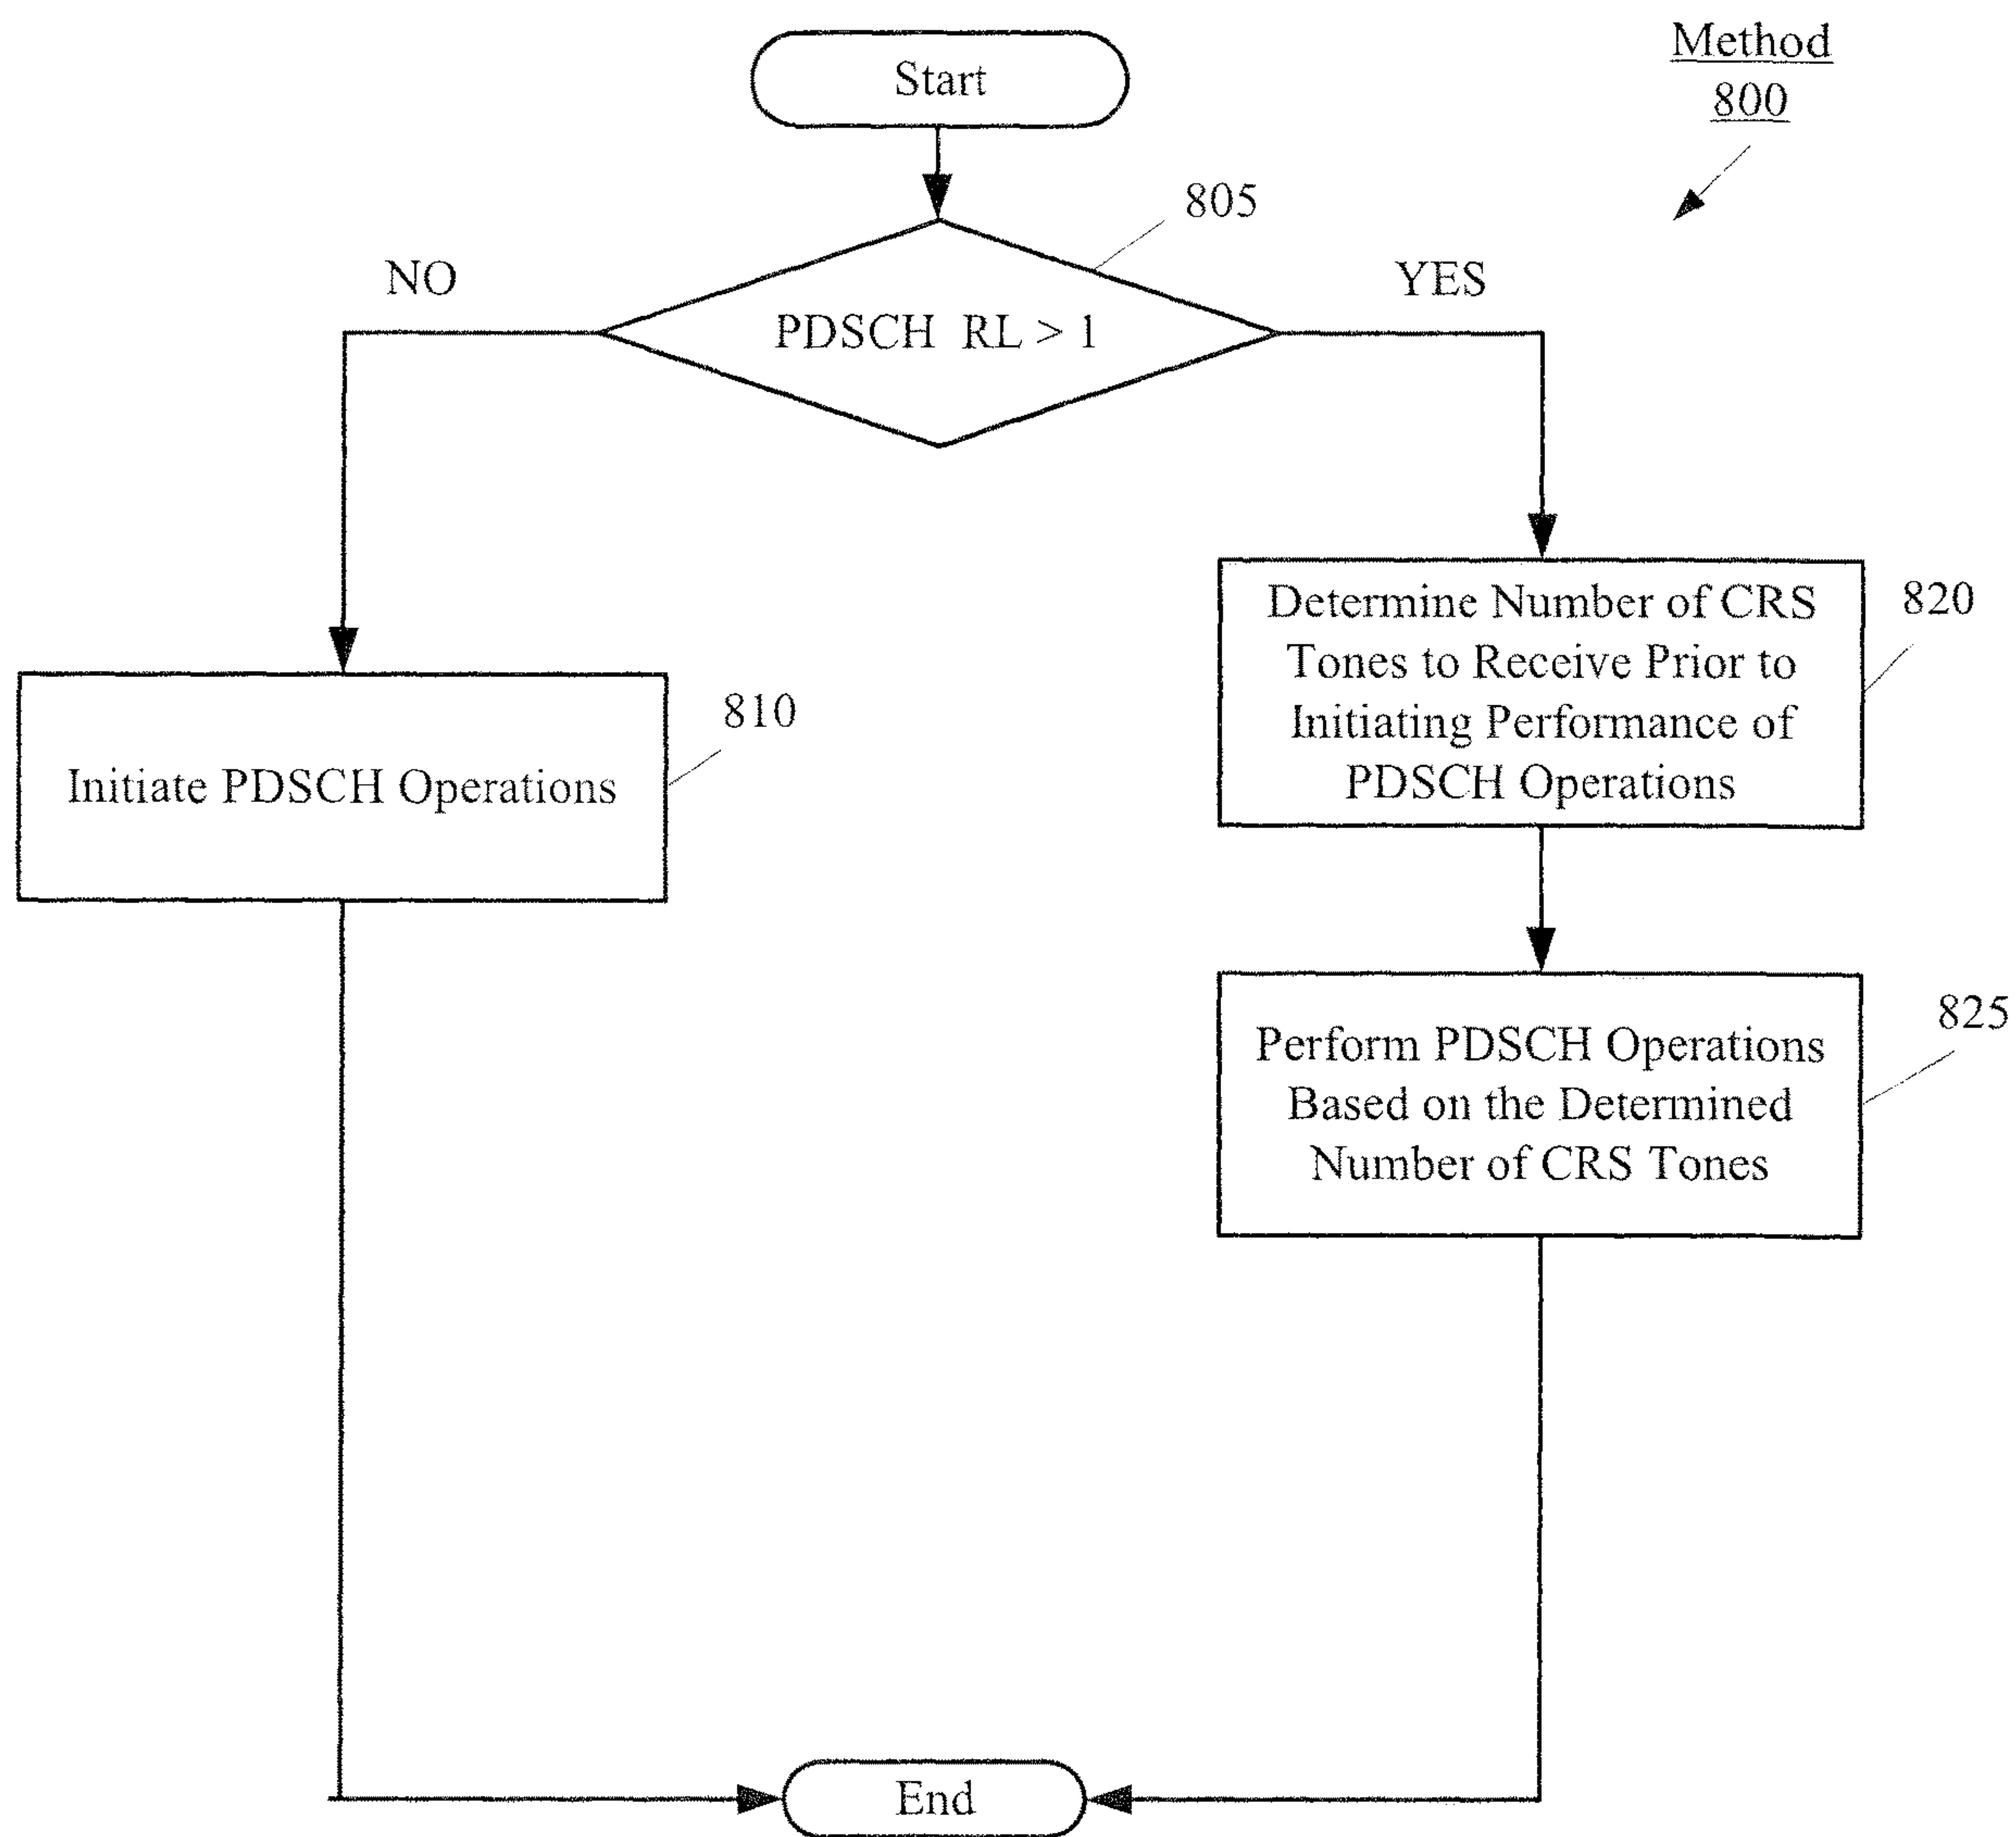 Start
Method
800
805
NO
YES
PDSCH RL > 1
Determine Number of CRS
Tones to Receive Prior to
Initiating Performance of
PDSCH Operations
820
810
Initiate PDSCH Operations
825
Perform PDSCH Operations
Based on the Determined
Number of CRS Tones
End